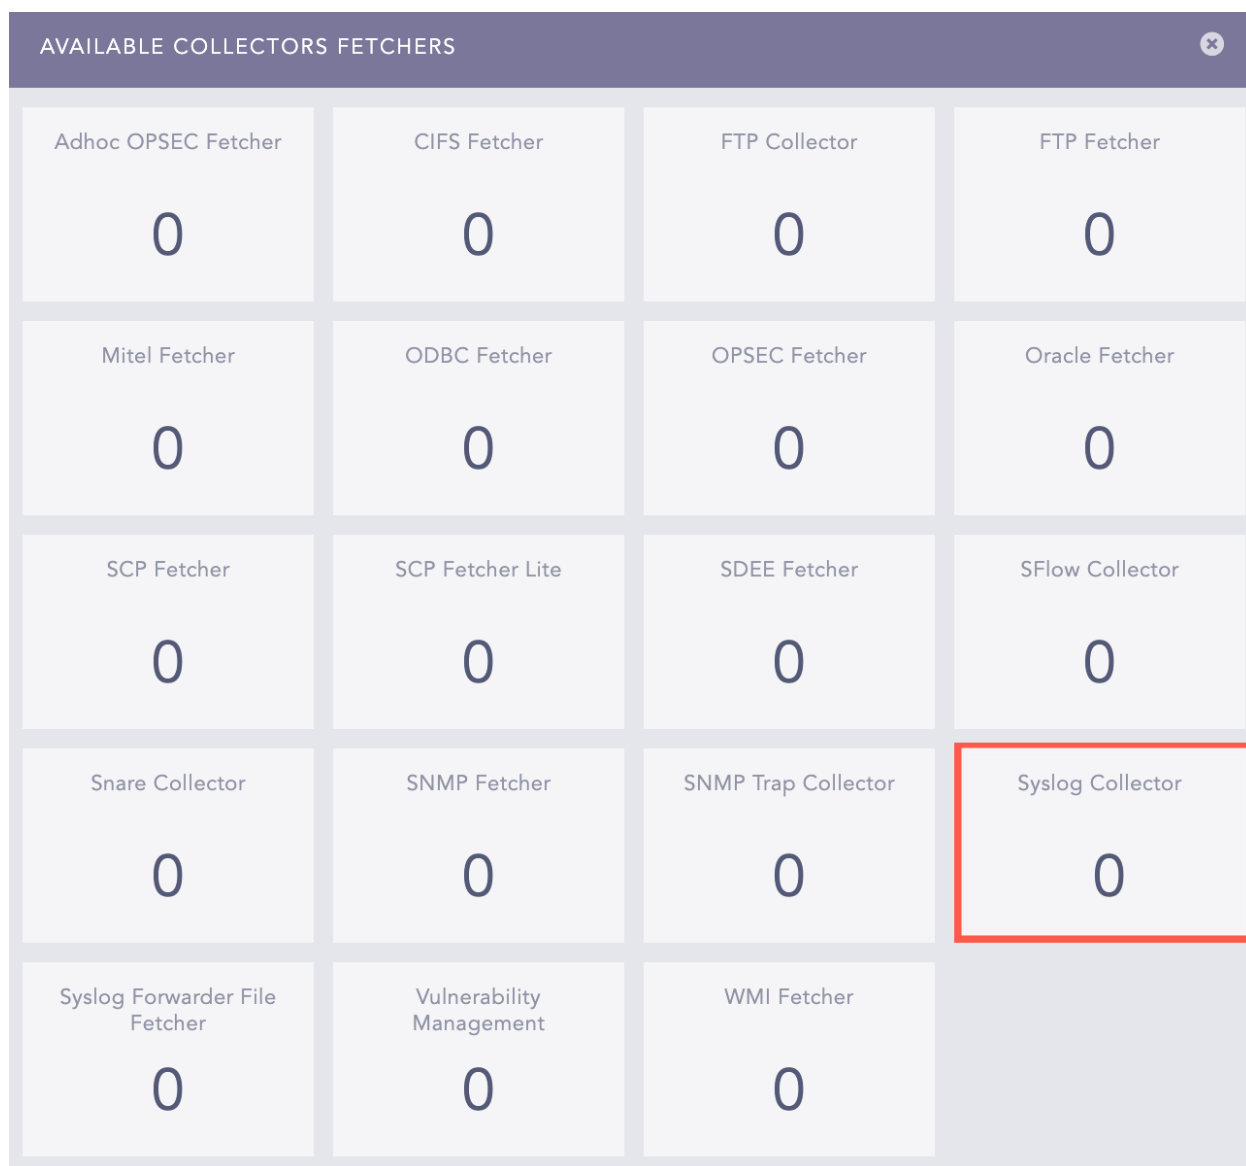 AVAILABLE COLLECTORS FETCHERS
Adhoc OPSEC Fetcher
0
CIFS Fetcher
0
FTP Collector
0
FTP Fetcher
0
Mitel Fetcher
0
ODBC Fetcher
0
OPSEC Fetcher
0
Oracle Fetcher
0
SCP Fetcher
0
SCP Fetcher Lite
0
SDEE Fetcher
0
SFlow Collector
0
Snare Collector
0
SNMP Fetcher
0
SNMP Trap Collector
0
Syslog Collector
0
Syslog Forwarder File
Fetcher
0
Vulnerability
Management
0
WMI Fetcher
0